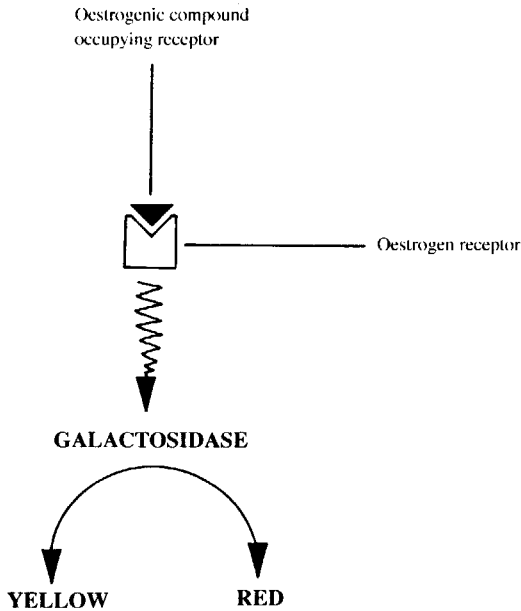 Oestrogenic compound
occupying receptor
Oestrogen receptor
GALACTOSIDASE
YELLOW
RED